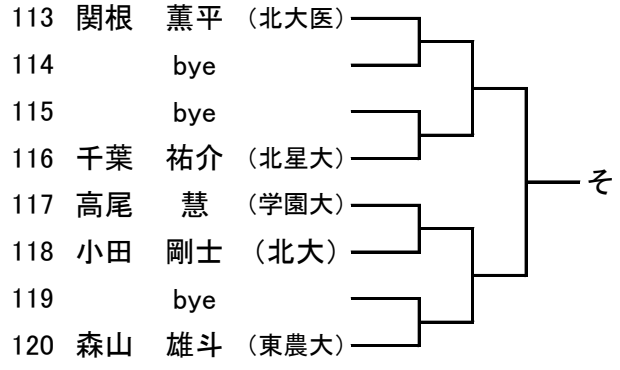 113 関根 薫平 (北大医)
114 bye
115 bye
116 千葉 祐介 (北星大)
117 高尾 慧 (学園大)
118 小田 剛士 (北大)
119 bye
120 森山 雄斗 (東農大)
そ